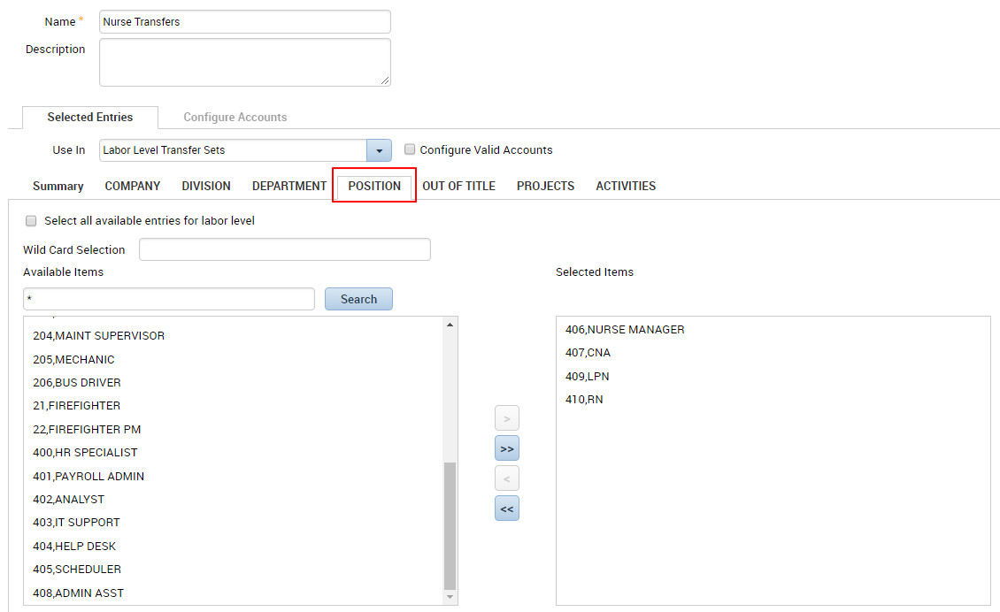 Name *
Nurse Transfers
Description
Selected Entries
Configure Accounts
Use In
Labor Level Transfer Sets
Configure Valid Accounts
Summary COMPANY DIVISION DEPARTMENT POSITION OUT OF TITLE PROJECTS ACTIVITIES
Select all available entries for labor level
Wild Card Selection
Available Items
*
Search
204,MAINT SUPERVISOR
205,MECHANIC
206,BUS DRIVER
21,FIREFIGHTER
22,FIREFIGHTER PM
400,HR SPECIALIST
401,PAYROLL ADMIN
402,ANALYST
403,IT SUPPORT
404,HELP DESK
405,SCHEDULER
408,ADMIN ASST
>
>>
<
<<
Selected Items
406,NURSE MANAGER
407,CNA
409,LPN
410,RN